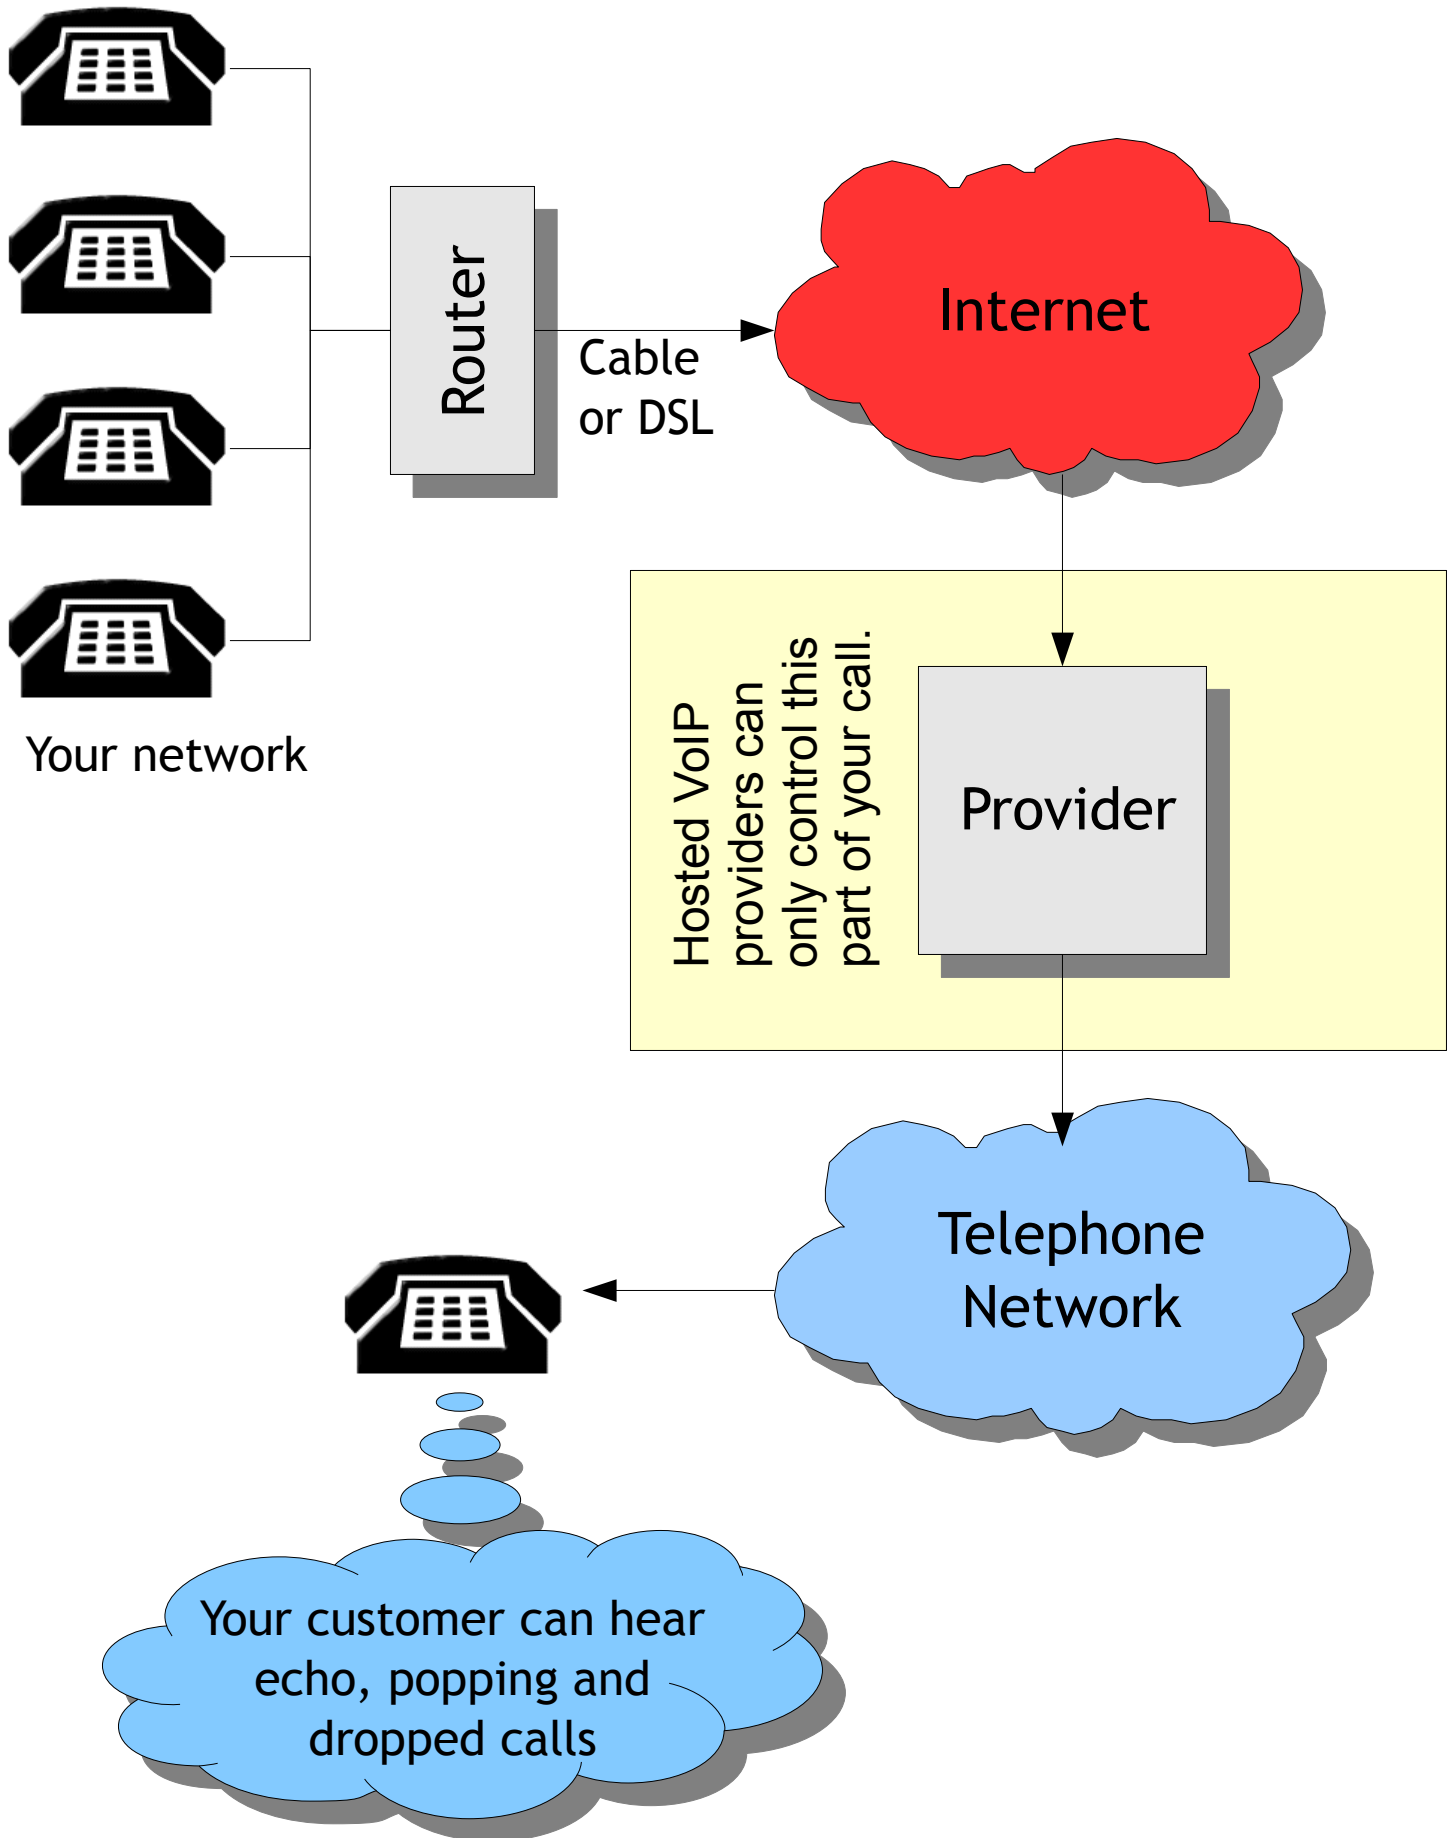 Router
Cable
or DSL
Internet
Your network
Hosted VoIP
providers can
only control this
part of your call.
Provider
Telephone
Network
Your customer can hear
echo, popping and
dropped calls